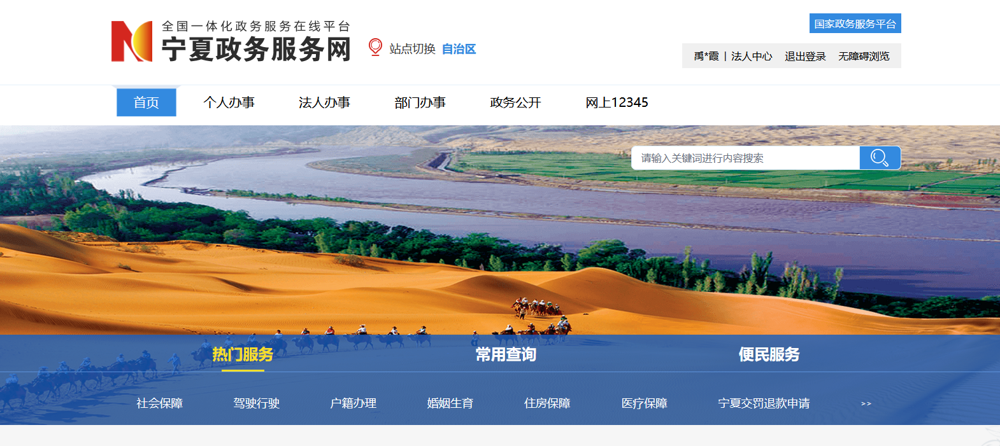 全国一体化政务服务在线平台
宁夏政务服务网
站点切换 自治区
国家政务服务平台
禹*霞 | 法人中心 退出登录 无障碍浏览
首页 个人办事 法人办事 部门办事 政务公开 网上12345
请输入关键词进行内容搜索
热门服务 常用查询 便民服务
社会保障 驾驶行驶 户籍办理 婚姻生育 住房保障 医疗保障 宁夏交罚退款申请 >>